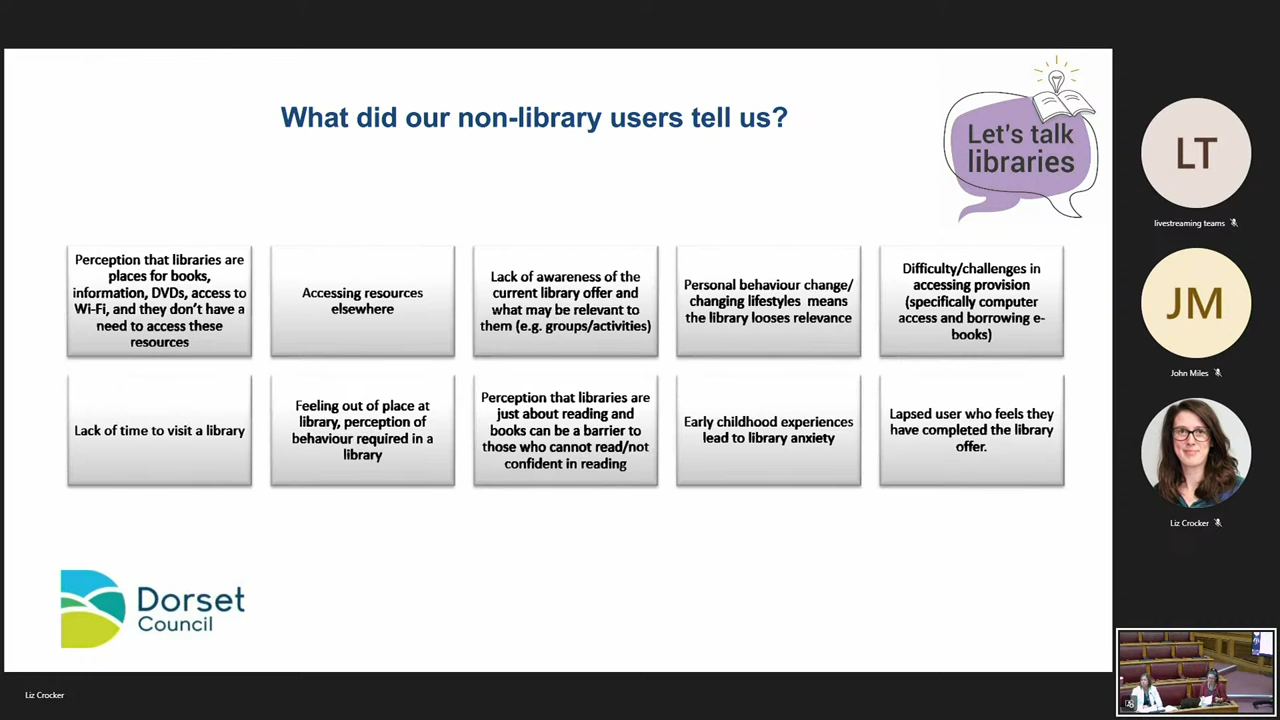 What did our non-library users tell us?
Let's talk
libraries
Perception that libraries are
places for books,
information, DVDs, access to
Wi-Fi, and they don't have a
need to access these
resources
Accessing resources
elsewhere
Lack of awareness of the
current library offer and
what may be relevant to
them (e.g. groups/activities)
Personal behaviour change/
changing lifestyles means
the library looses relevance
Difficulty/challenges in
accessing provision
(specifically computer
access and borrowing e-
books)
Lack of time to visit a library
Feeling out of place at
library, perception of
behaviour required in a
library
Perception that libraries are
just about reading and
books can be a barrier to
those who cannot read/not
confident in reading
Early childhood experiences
lead to library anxiety
Lapsed user who feels they
have completed the library
offer.
Dorset
Council
LT
livestreaming teams
JM
John Miles
Liz Crocker
Liz Crocker